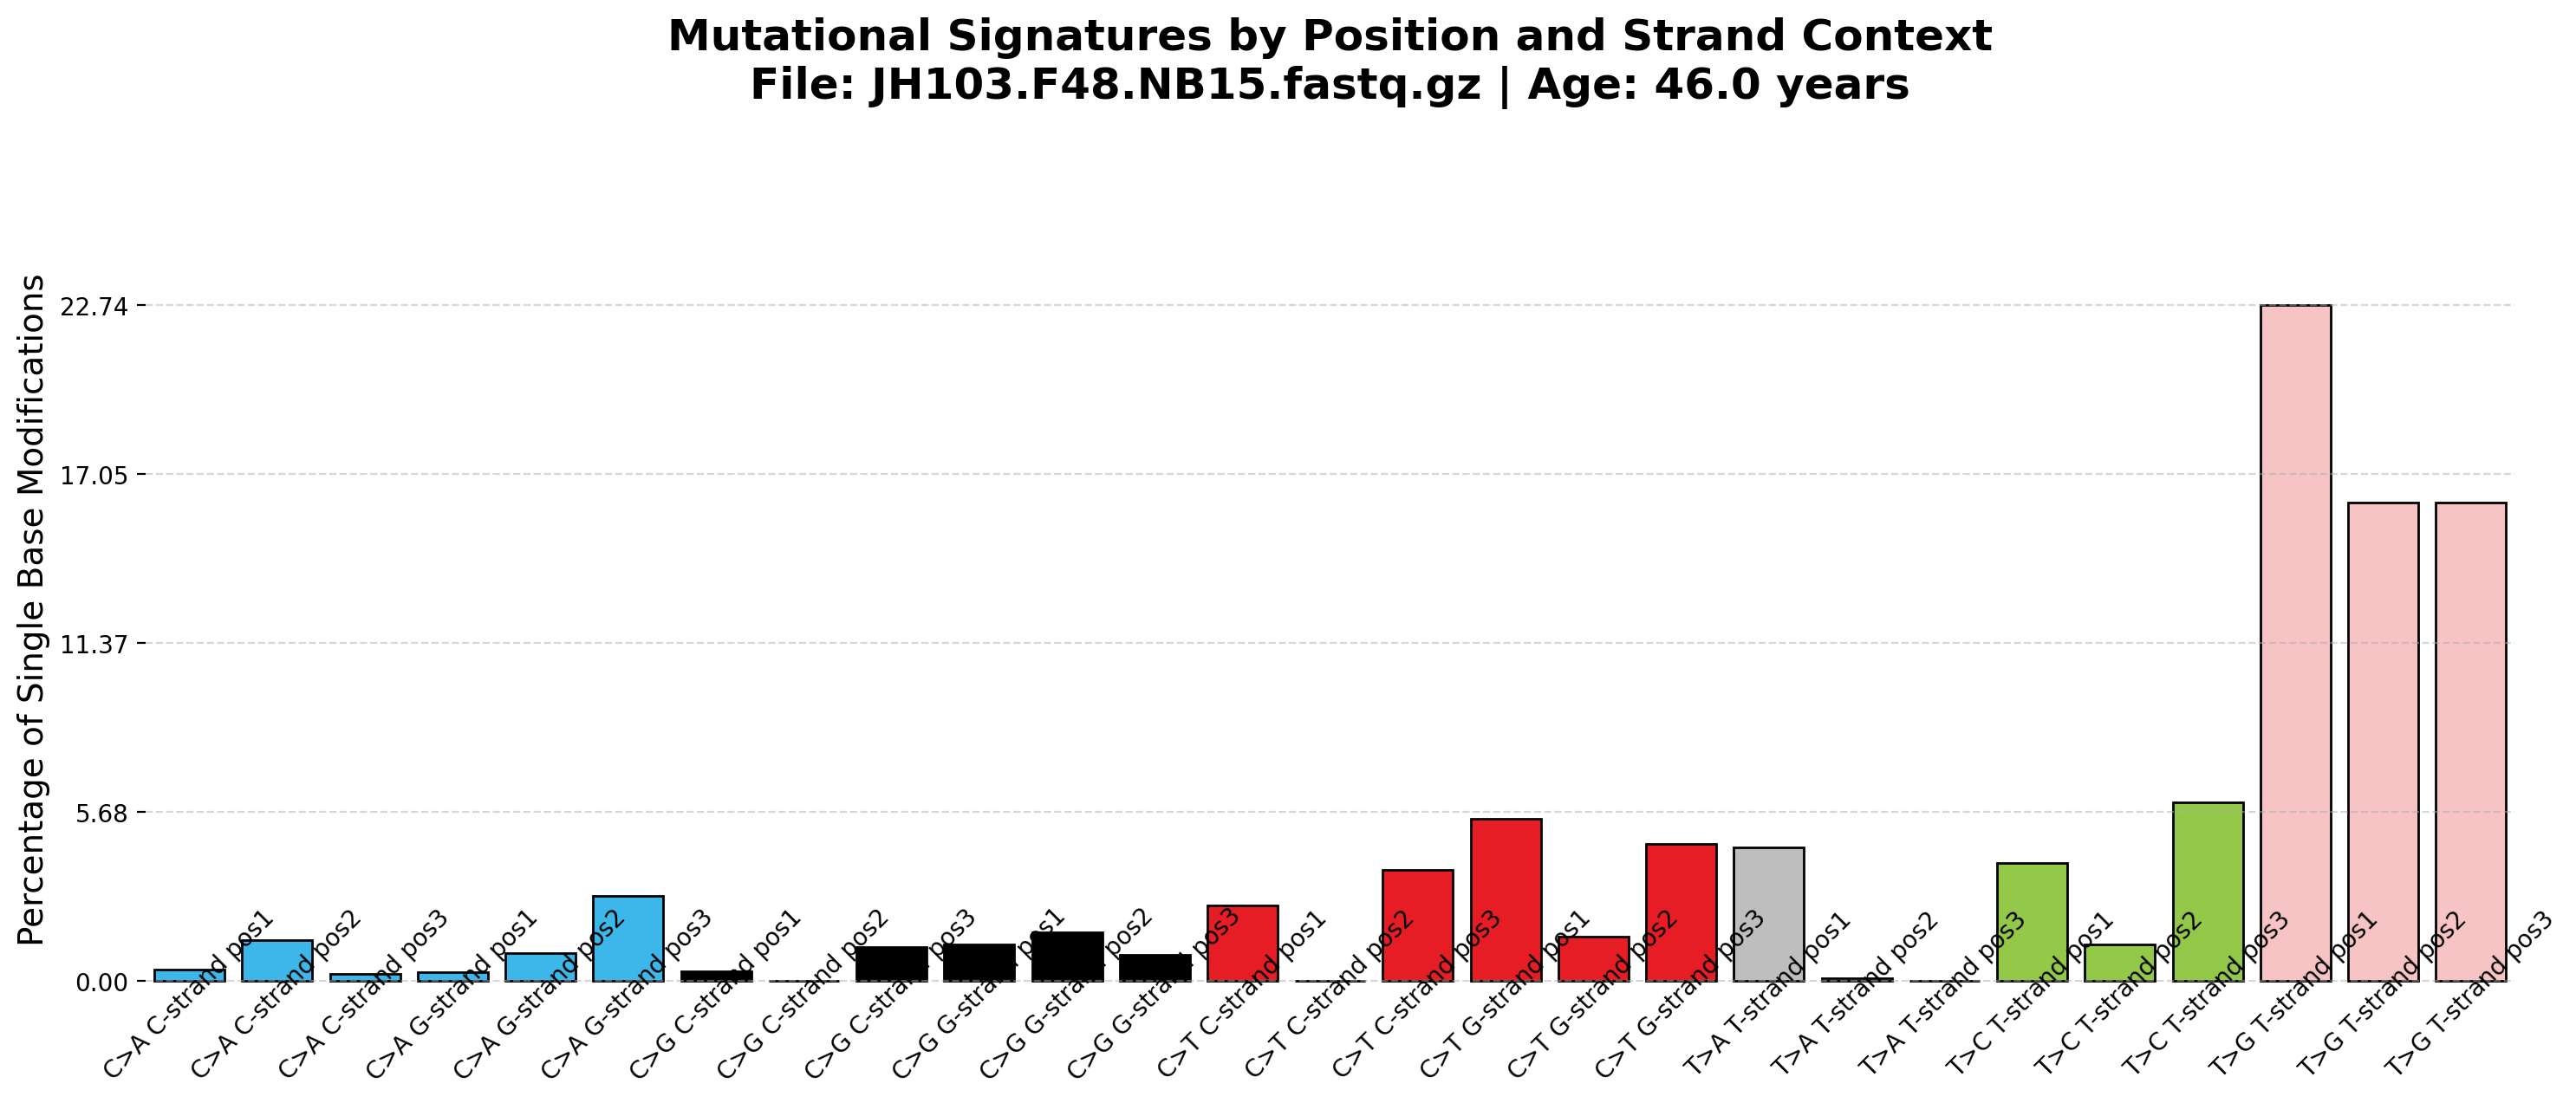 Mutational Signatures by Position and Strand Context
File: JH103.F48.NB15.fastq.gz | Age: 46.0 years
Percentage of Single Base Modifications
22.74
17.05
11.37
5.68
0.00
C>A C-strand pos1
C>A C-strand pos2
C>A C-strand pos3
C>A G-strand pos1
C>A G-strand pos2
C>A G-strand pos3
C>G C-strand pos1
C>G C-strand pos2
C>G C-strand pos3
C>G G-strand pos1
C>G G-strand pos2
C>G G-strand pos3
C>T C-strand pos1
C>T C-strand pos2
C>T C-strand pos3
C>T G-strand pos1
C>T G-strand pos2
C>T G-strand pos3
T>A T-strand pos1
T>A T-strand pos2
T>A T-strand pos3
T>C T-strand pos1
T>C T-strand pos2
T>C T-strand pos3
T>G T-strand pos1
T>G T-strand pos2
T>G T-strand pos3